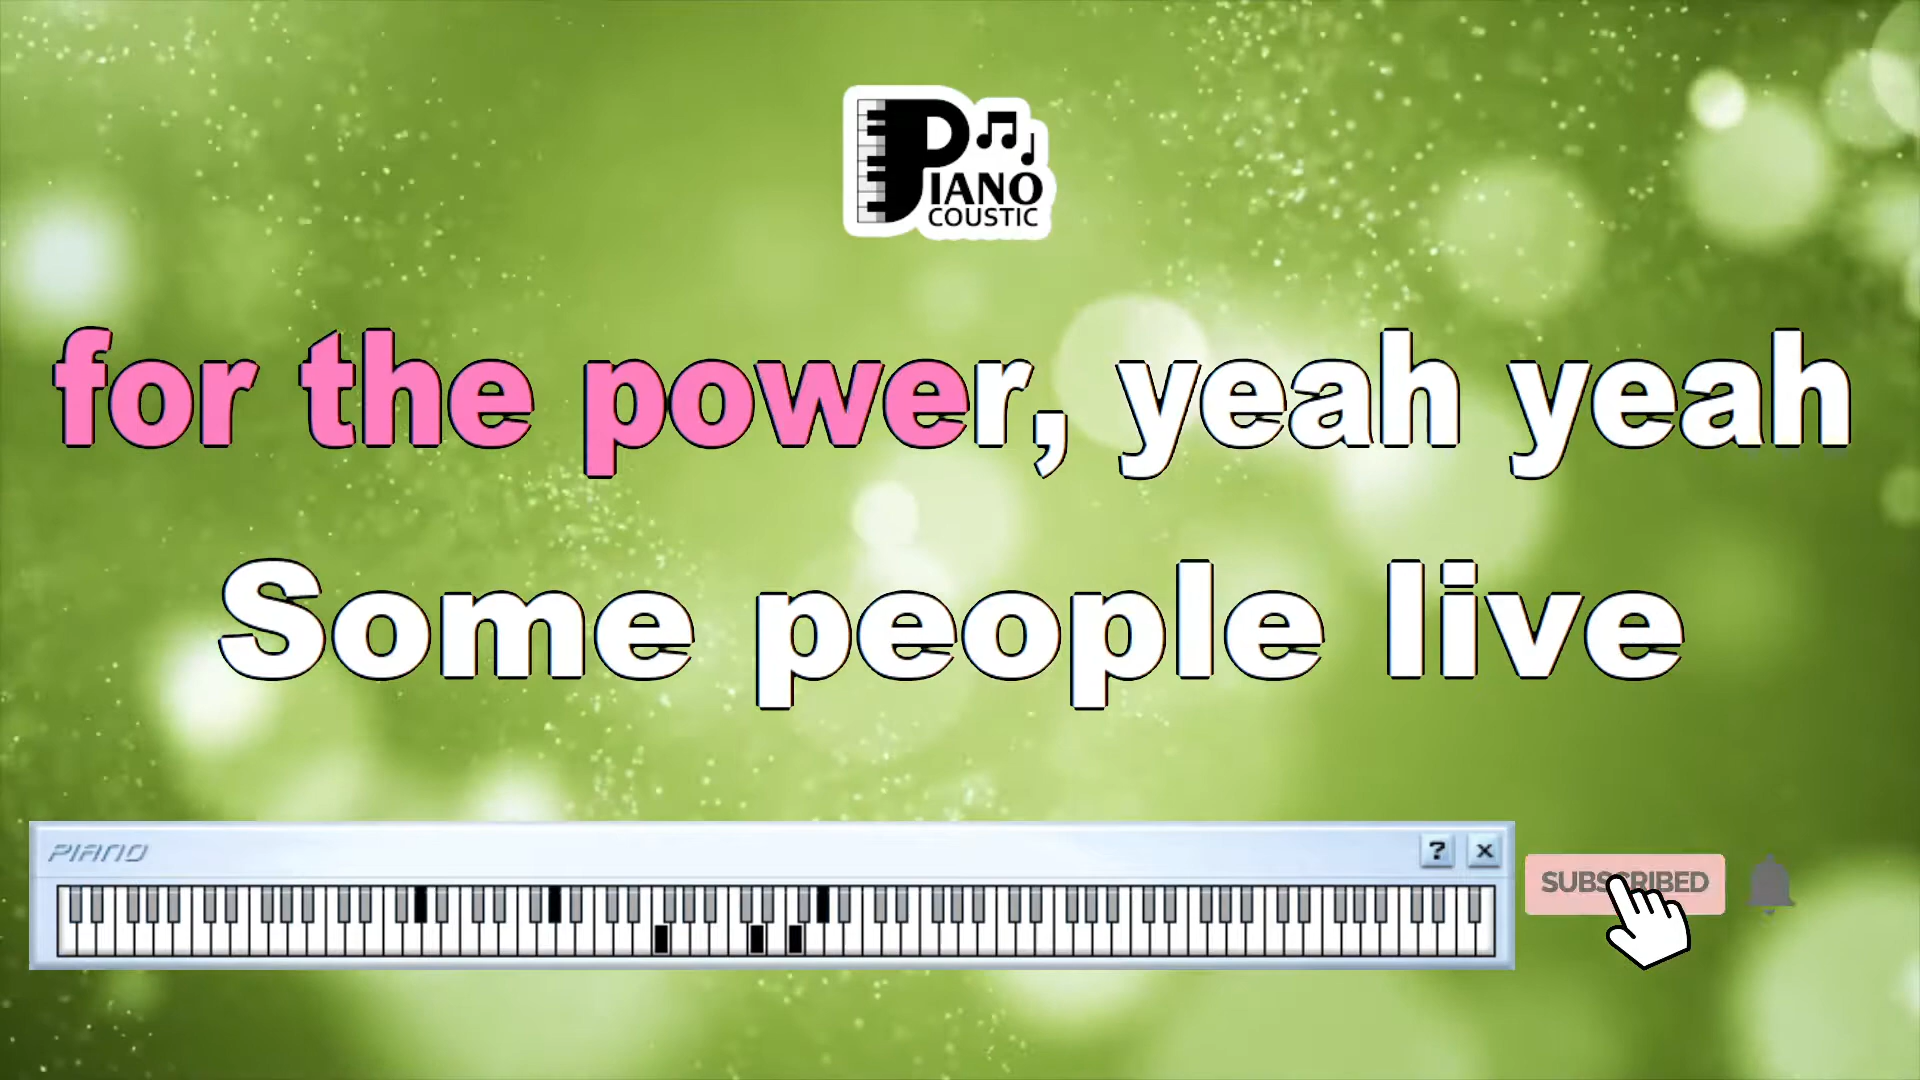 PIANO
COUSTIC
for the power, yeah yeah
Some people live
PIANO
? x
SUBSCRIBED